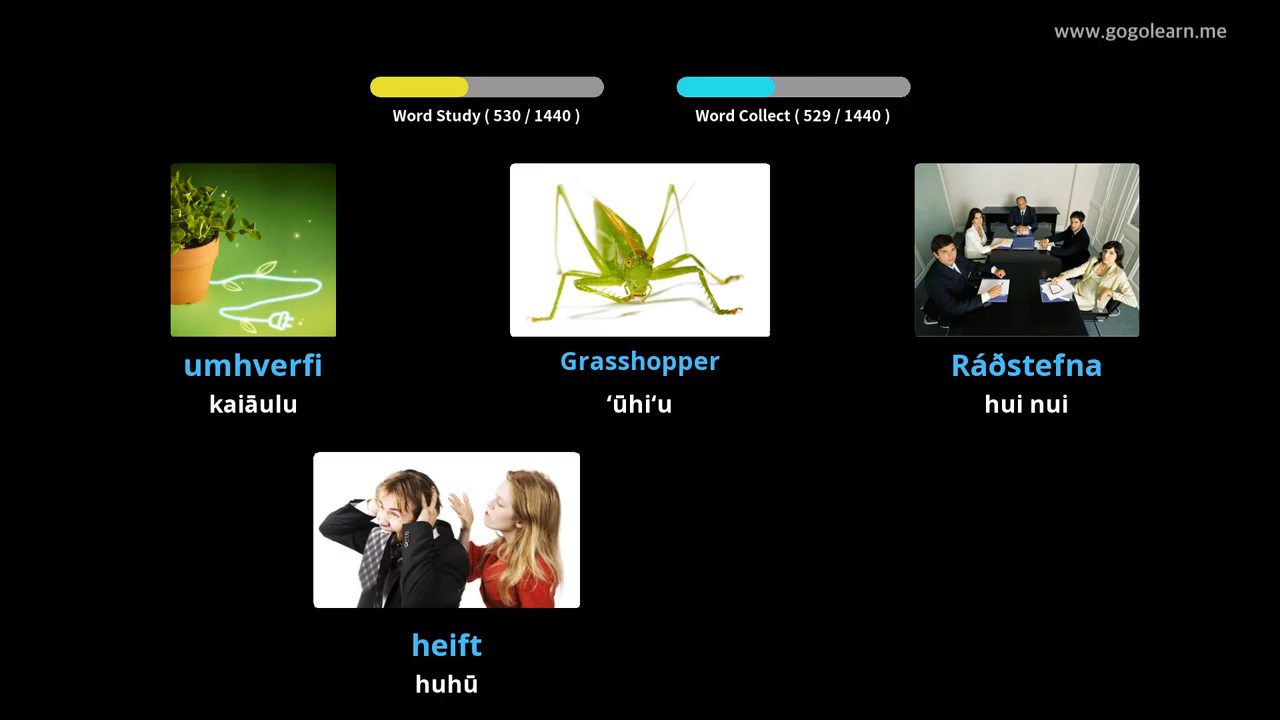 www.gogolearn.me
Word Study ( 530 / 1440 )
Word Collect ( 529 / 1440 )
umhverfi
kaiāulu
Grasshopper
ʻūhiʻu
Ráðstefna
hui nui
heift
huhū